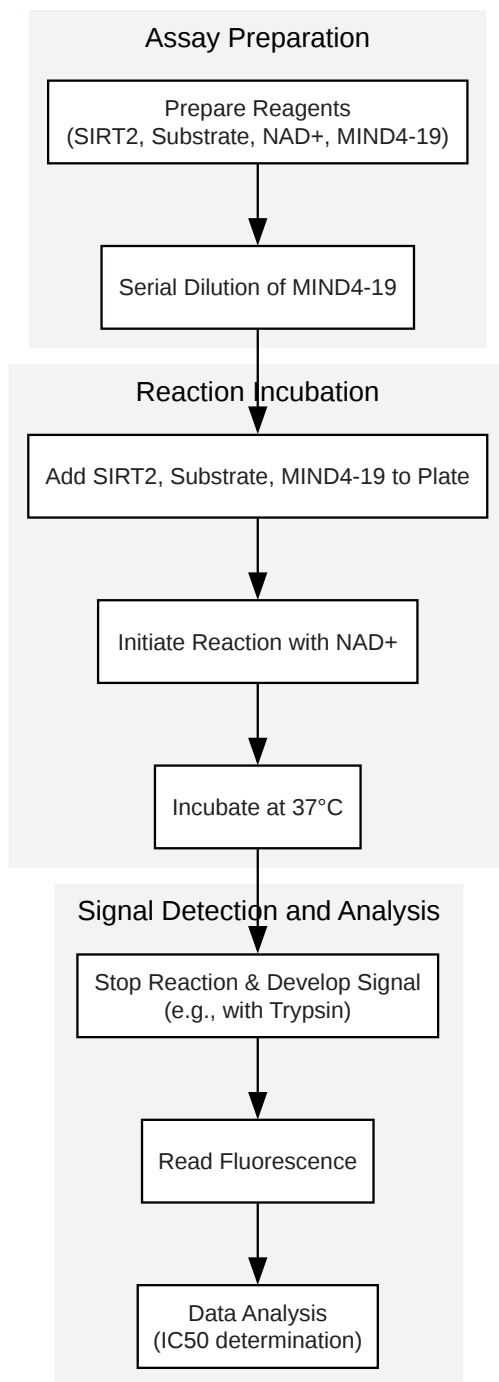 Assay Preparation
Prepare Reagents
(SIRT2, Substrate, NAD+, MIND4-19)
Serial Dilution of MIND4-19
Reaction Incubation
Add SIRT2, Substrate, MIND4-19 to Plate
Initiate Reaction with NAD+
Incubate at 37°C
Signal Detection and Analysis
Stop Reaction & Develop Signal
(e.g., with Trypsin)
Read Fluorescence
Data Analysis
(IC50 determination)